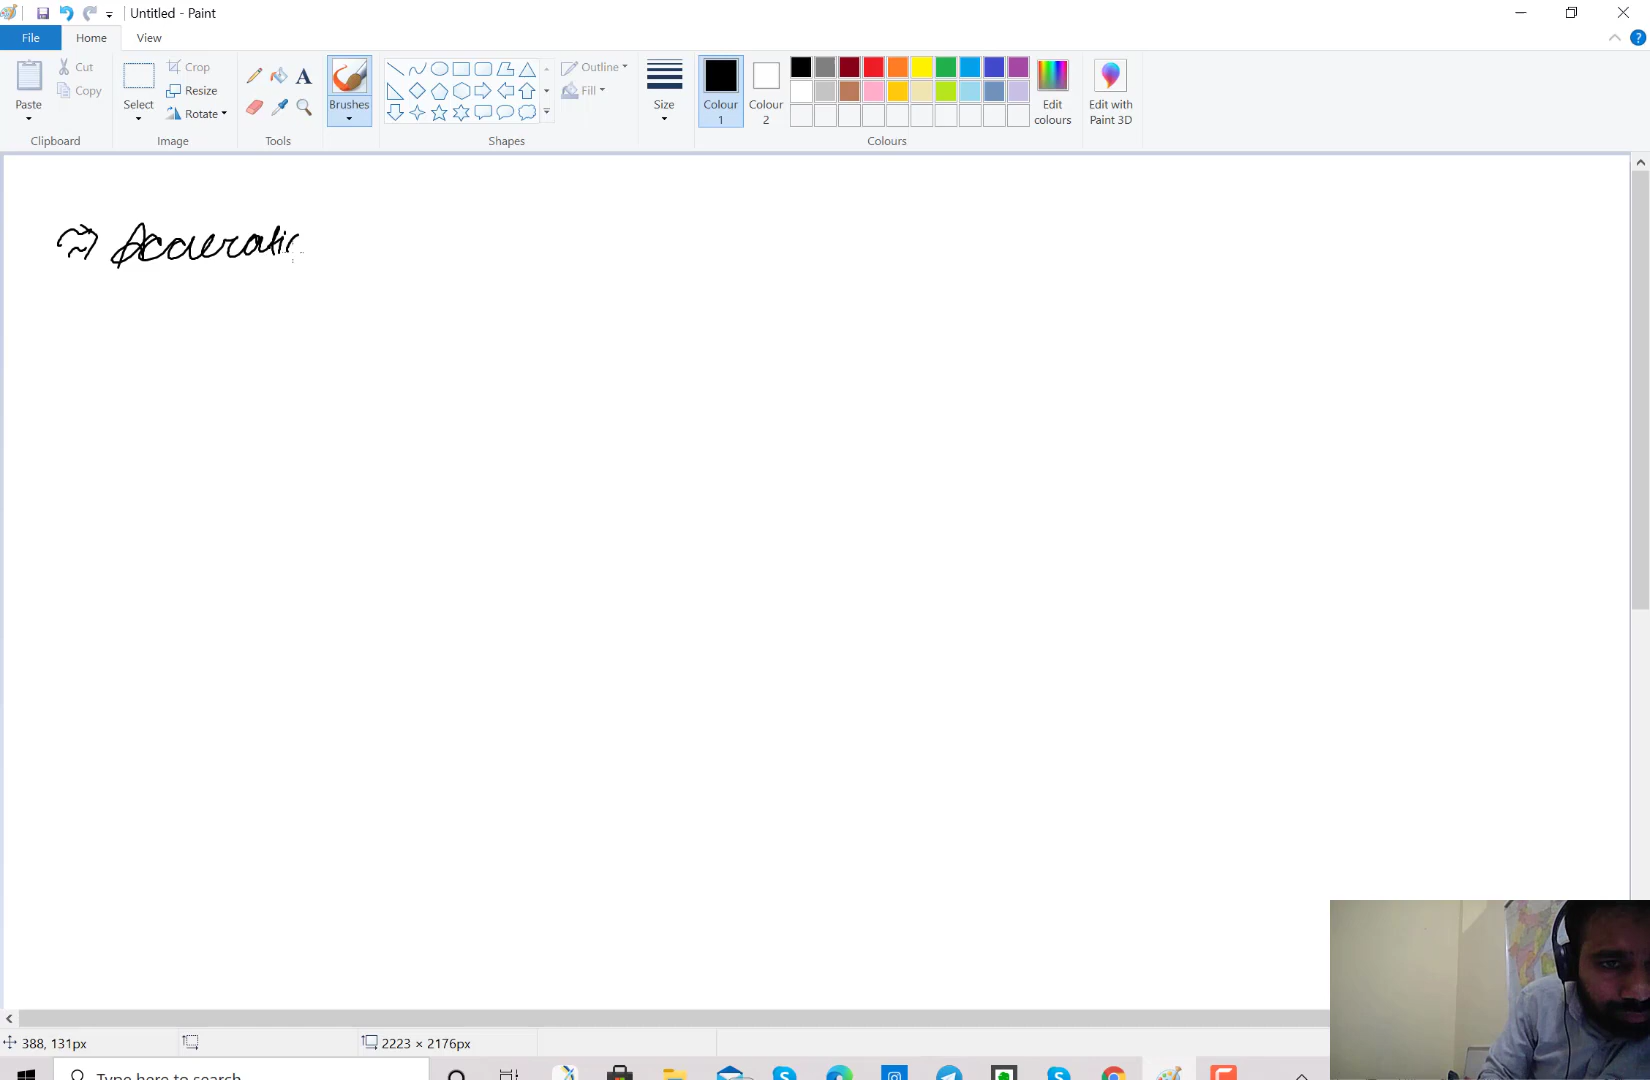 Untitled - Paint
File
Home
View
Paste
Cut
Copy
Clipboard
Select
Crop
Resize
Rotate
Image
A
Tools
Brushes
Outline
Fill
Shapes
Size
Colour 1
Colour 2
Edit colours
Edit with Paint 3D
Colours
388, 131px
2223 × 2176px
Type here to search